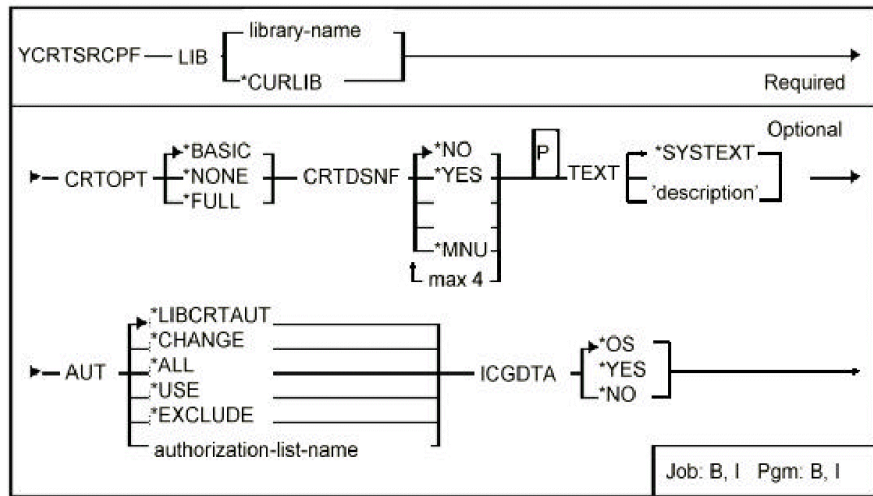 YCRTSRCPF LIB library-name
*CURLIB
Required
Optional
CRTOPT *BASIC
*NONE
*FULL
CRTDSNF *NO
*YES
*MNU
max 4
P
TEXT *SYSTEXT
'description'
AUT *LIBCRTAUT
*CHANGE
*ALL
*USE
*EXCLUDE
authorization-list-name
ICGDTA *OS
*YES
*NO
Job: B, I Pgm: B, I